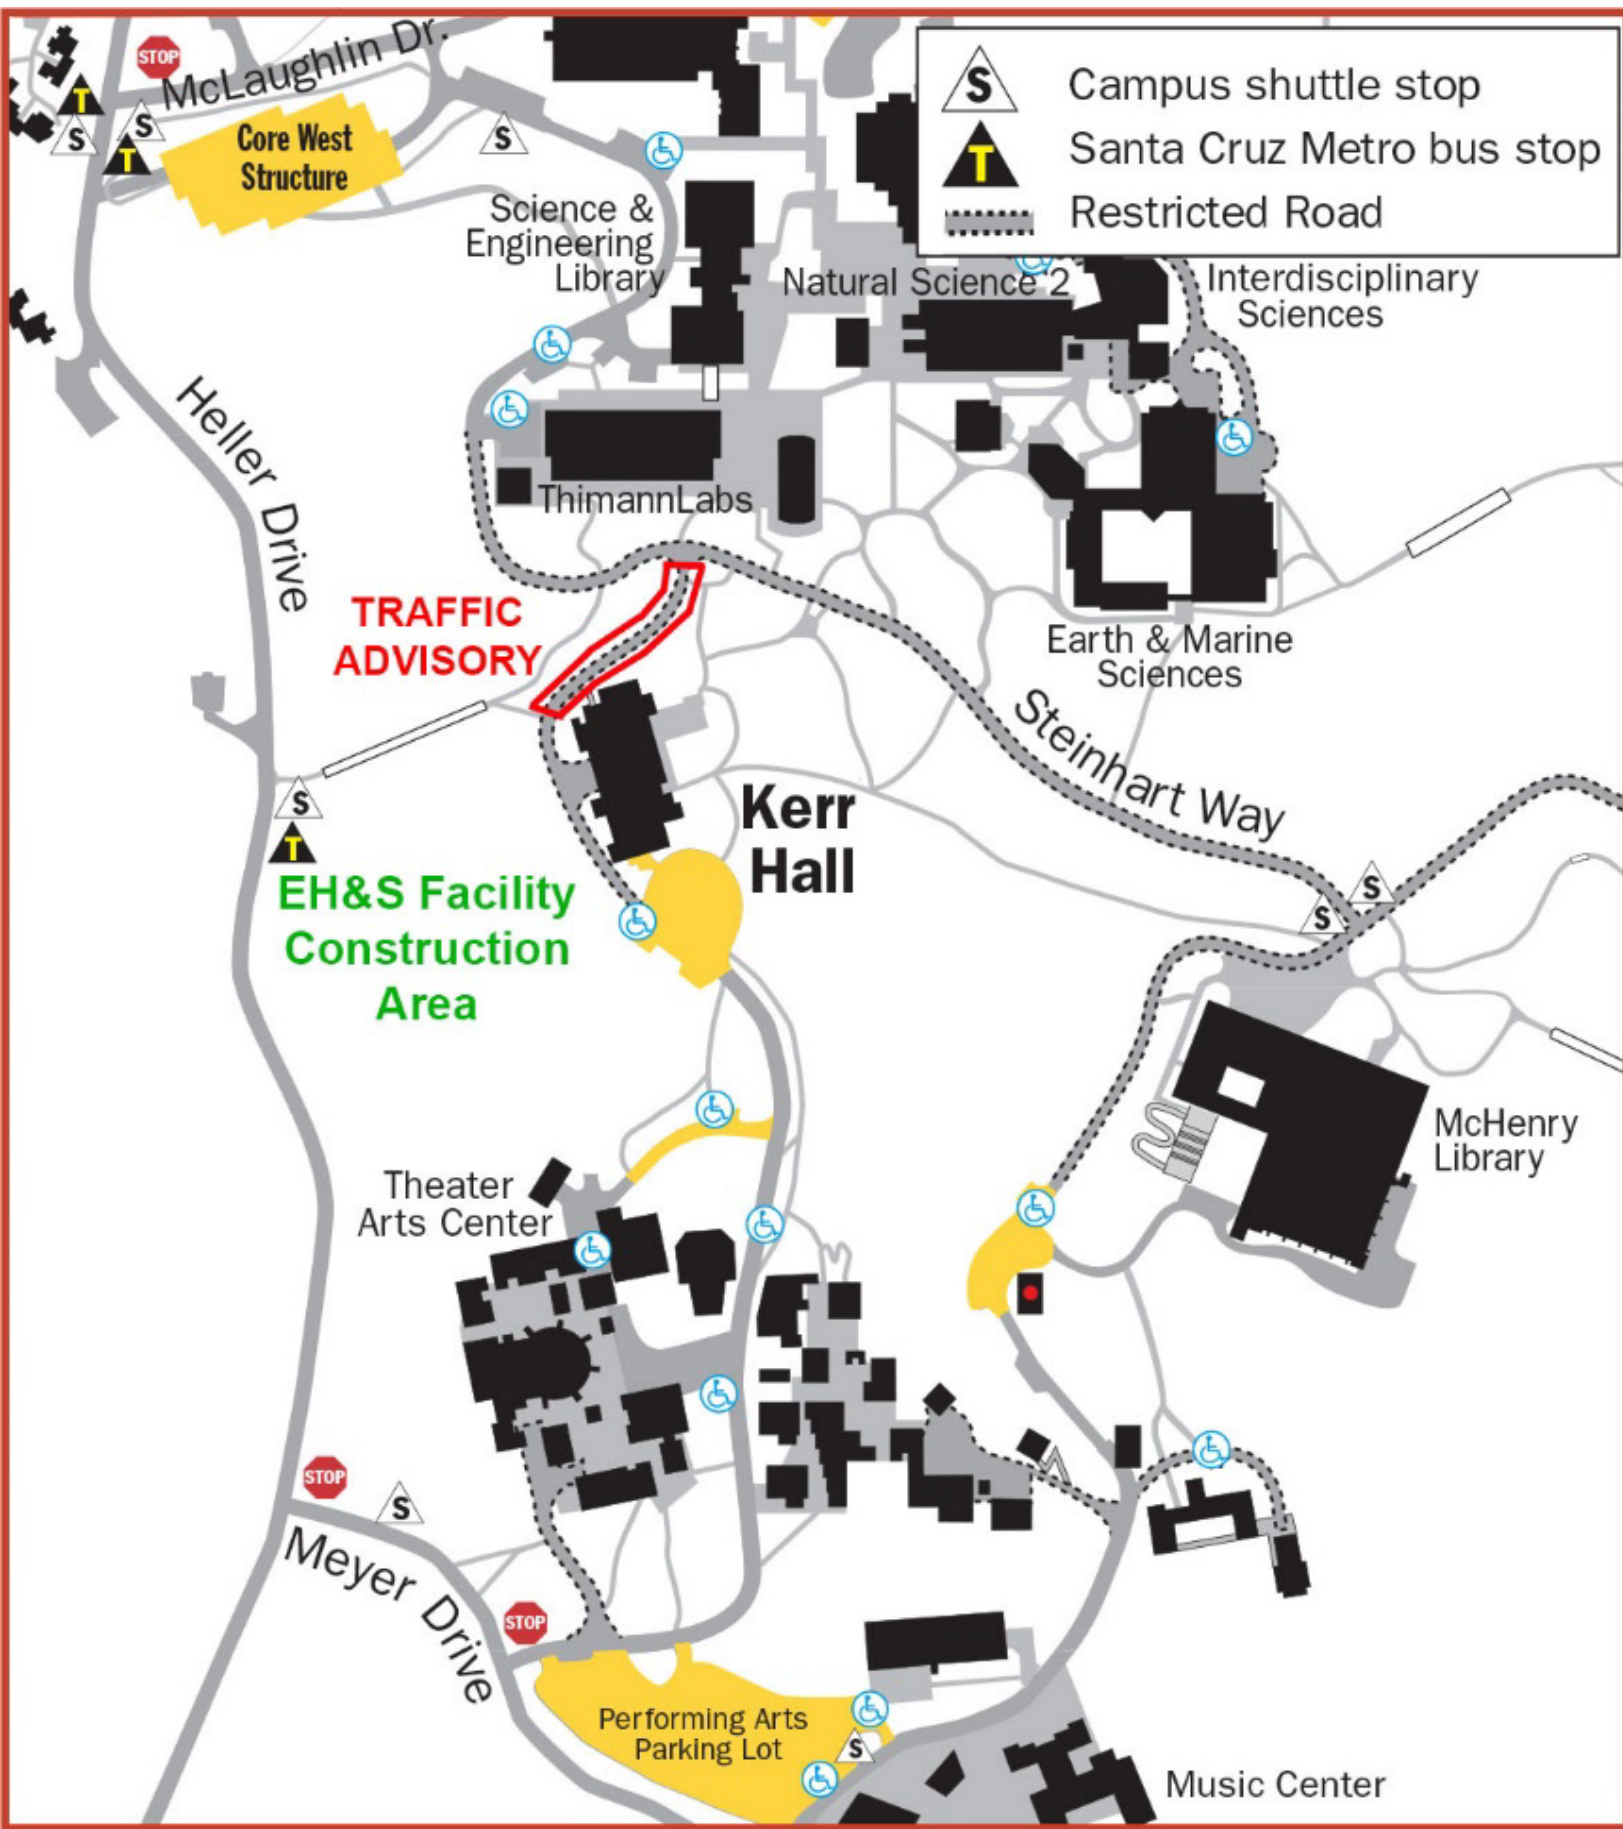 STOP
McLaughlin Dr.
T
S
S
T
Core West
Structure
S
S
Campus shuttle stop
T
Santa Cruz Metro bus stop
Restricted Road
Science &
Engineering
Library
Natural Science 2
Interdisciplinary
Sciences
Heller Drive
ThimannLabs
TRAFFIC
ADVISORY
Earth & Marine
Sciences
Steinhart Way
S
T
Kerr
Hall
EH&S Facility
Construction
Area
S
S
McHenry
Library
Theater
Arts Center
STOP
S
Meyer Drive
STOP
Performing Arts
Parking Lot
S
Music Center